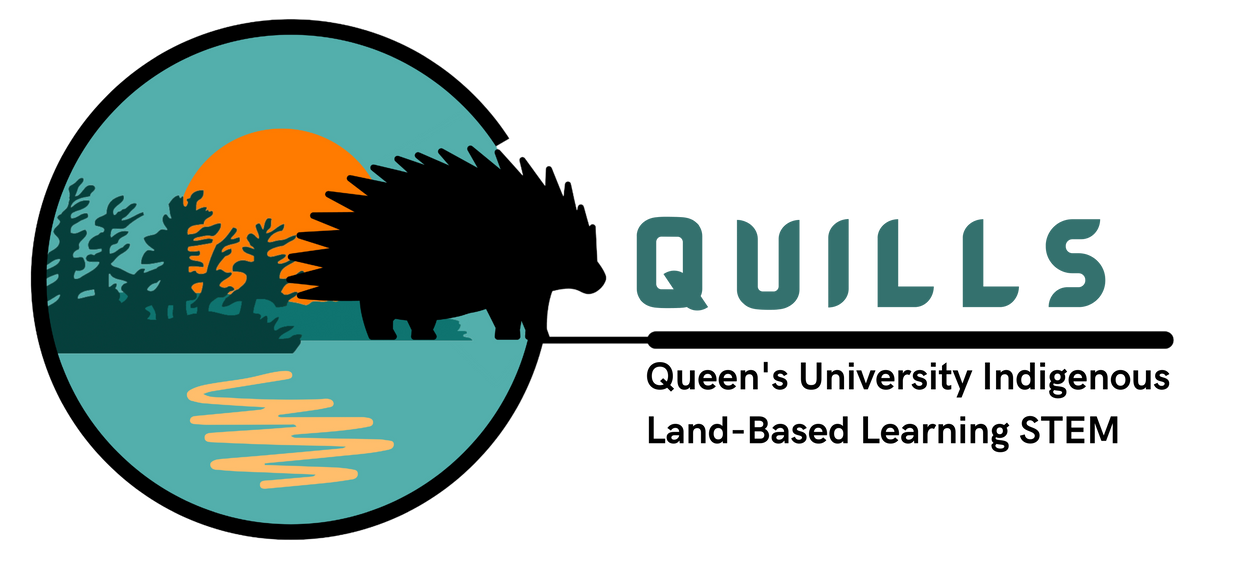 QUILLS
Queen's University Indigenous
Land-Based Learning STEM